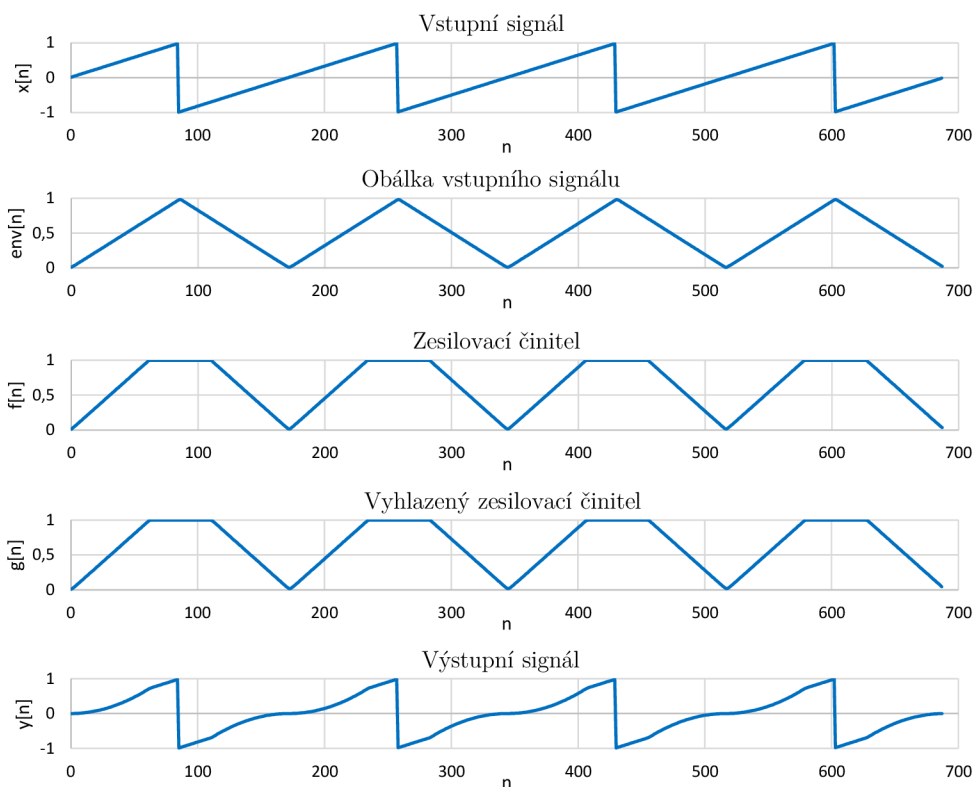 Vstupní signál
1
0
-1
x[n]
0 100 200 300 400 500 600 700
n
Obálka vstupního signálu
1
0,5
0
env[n]
0 100 200 300 400 500 600 700
n
Zesilovací činitel
1
0,5
0
f[n]
0 100 200 300 400 500 600 700
n
Vyhlazený zesilovací činitel
1
0,5
0
g[n]
0 100 200 300 400 500 600 700
n
Výstupní signál
1
0
-1
y[n]
0 100 200 300 400 500 600 700
n